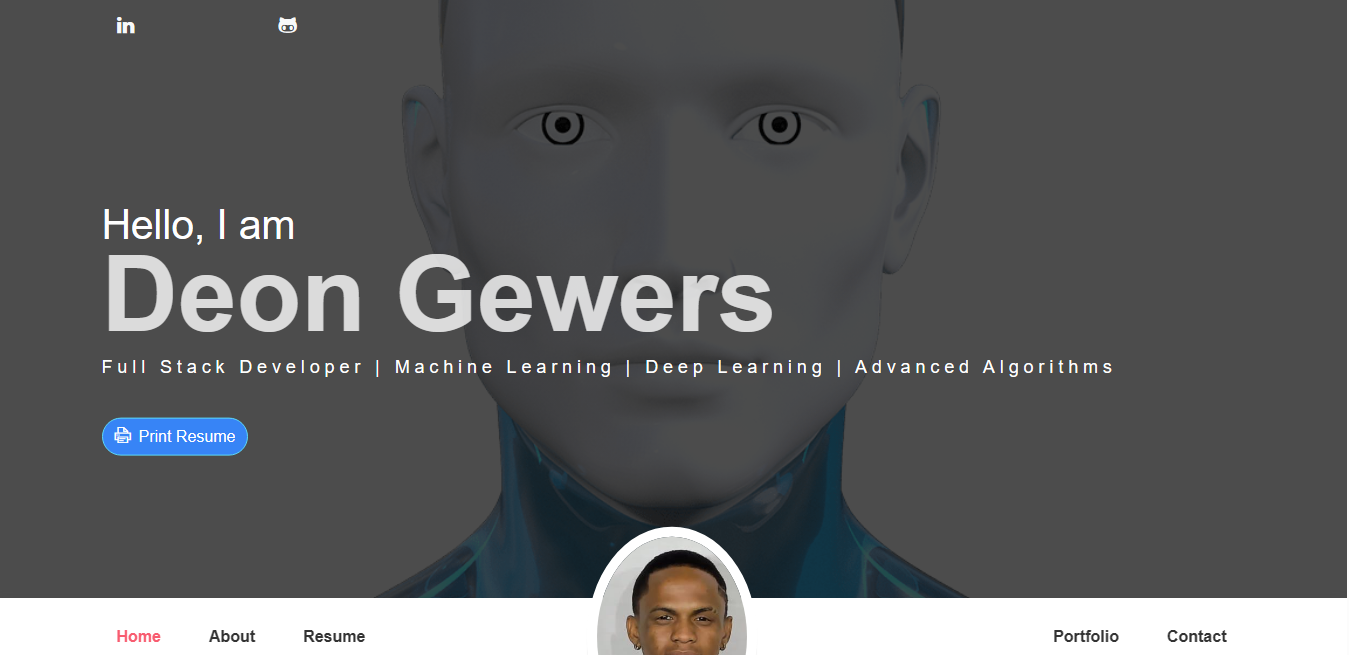 in
Hello, I am
Deon Gewers
Full Stack Developer | Machine Learning | Deep Learning | Advanced Algorithms
Print Resume
Home About Resume Portfolio Contact